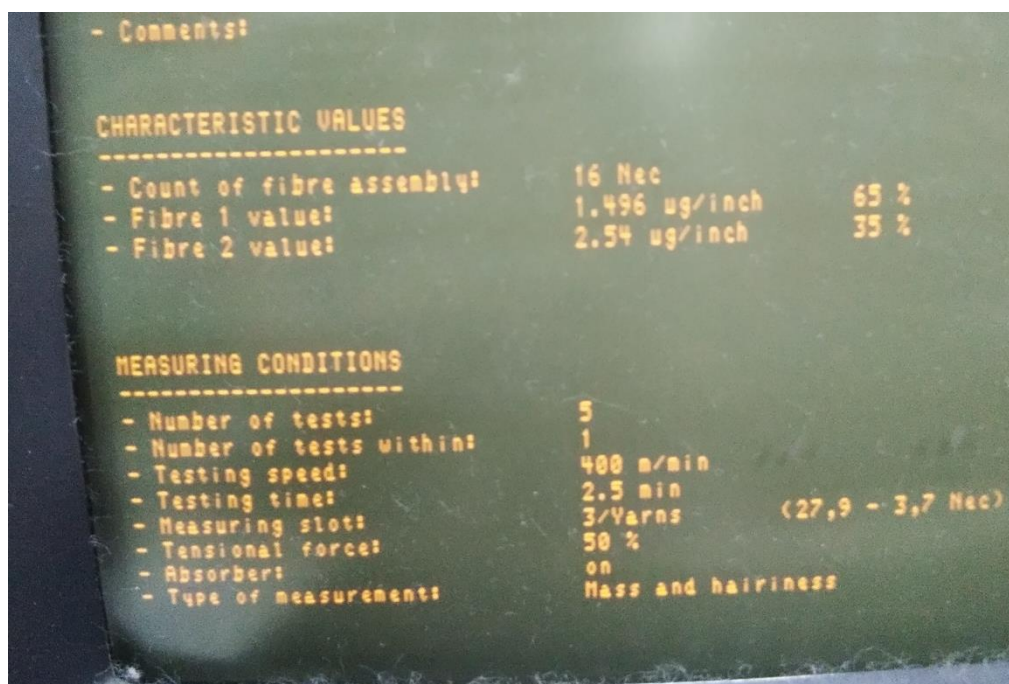 - Comments:
CHARACTERISTIC VALUES
---------------------
- Count of fibre assembly: 16 Nec
- Fibre 1 value: 1.496 ug/inch 65 %
- Fibre 2 value: 2.54 ug/inch 35 %
MEASURING CONDITIONS
--------------------
- Number of tests: 5
- Number of tests within: 1
- Testing speed: 400 m/min
- Testing time: 2.5 min
- Measuring slot: 3/Yarns (27,9 - 3,7 Nec)
- Tensional force: 50 %
- Absorber: on
- Type of measurement: Mass and hairiness